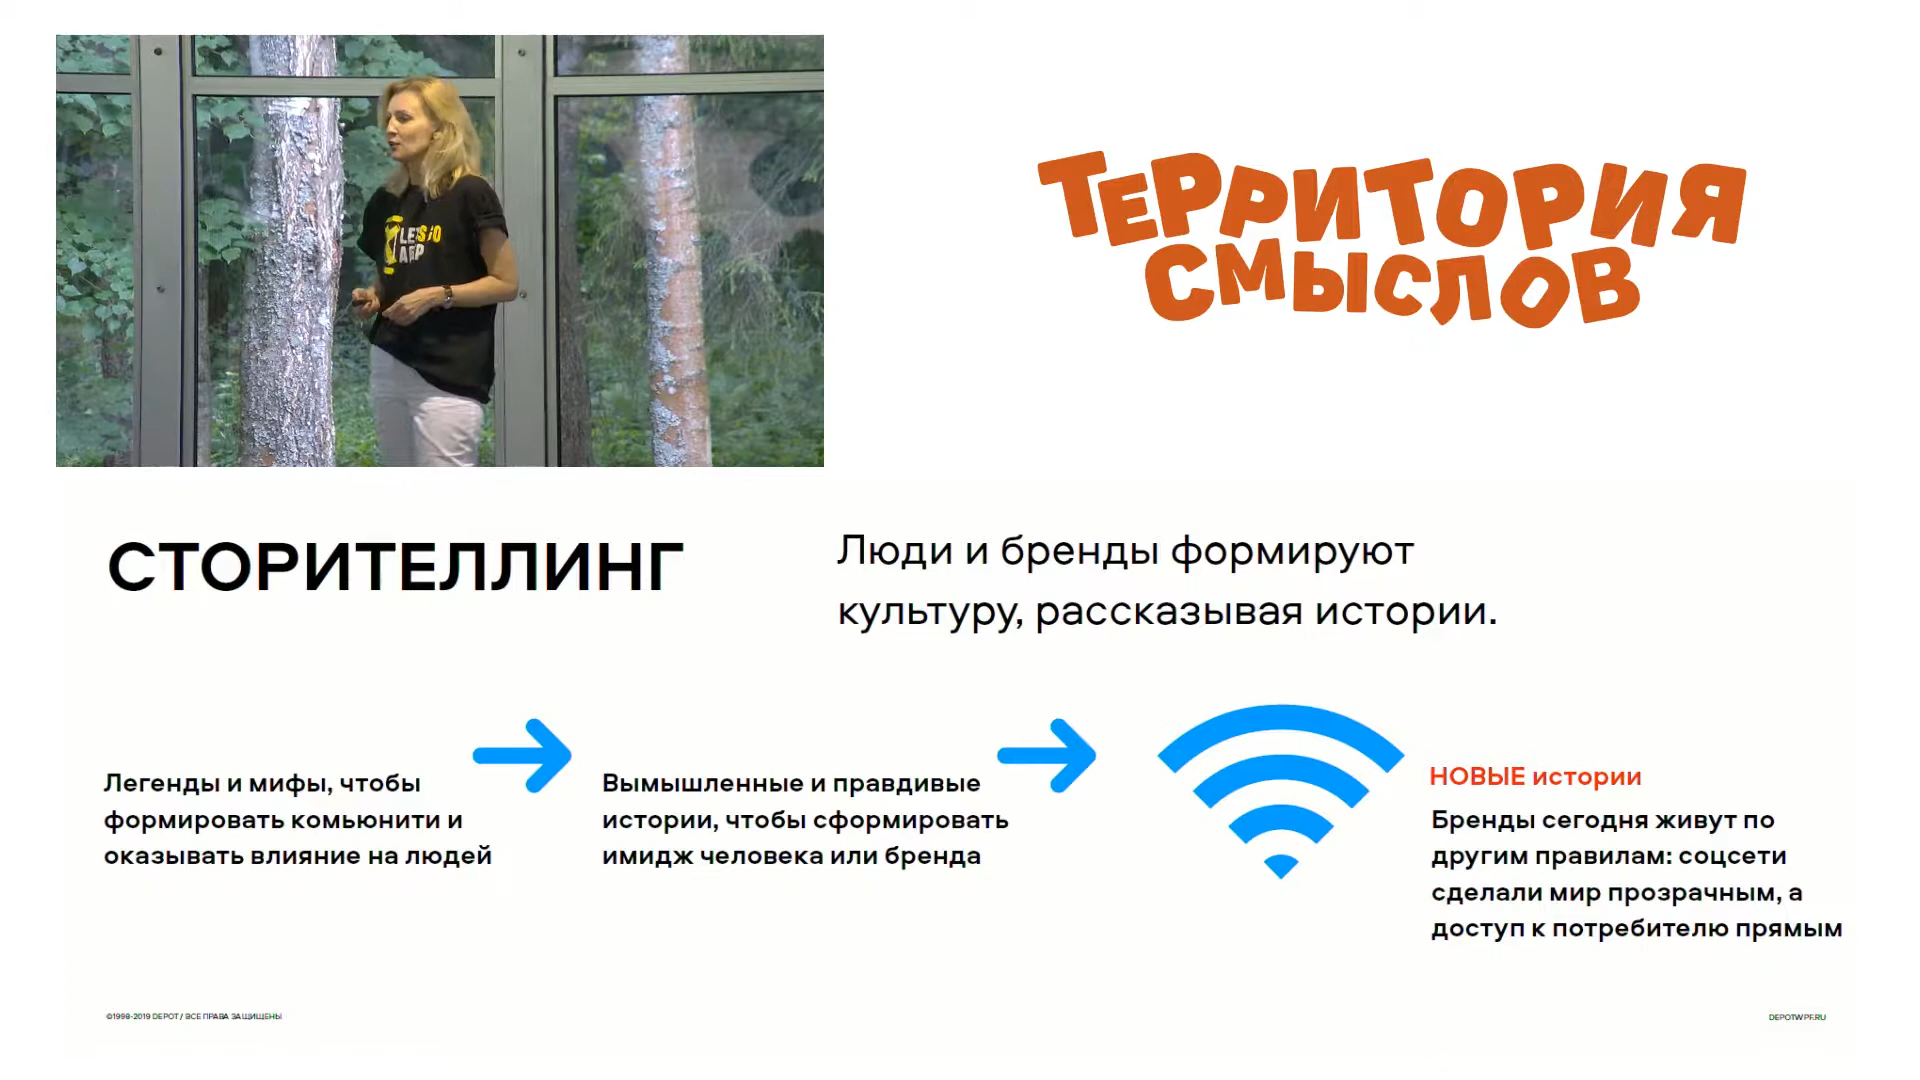 ТЕРРИТОРИЯ
СМЫСЛОВ
СТОРИТЕЛЛИНГ
Люди и бренды формируют
культуру, рассказывая истории.
Легенды и мифы, чтобы
формировать комьюнити и
оказывать влияние на людей
Вымышленные и правдивые
истории, чтобы сформировать
имидж человека или бренда
НОВЫЕ истории
Бренды сегодня живут по
другим правилам: соцсети
сделали мир прозрачным, а
доступ к потребителю прямым
©1998-2019 DEPOT / ВСЕ ПРАВА ЗАЩИЩЕНЫ
DEPOTWPF.RU